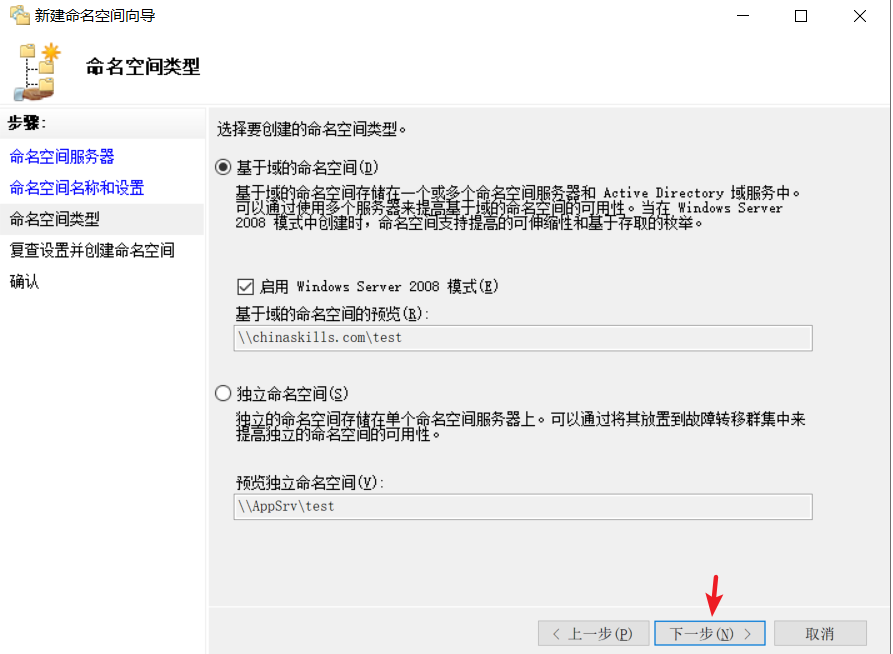 新建命名空间向导
命名空间类型
步骤:
命名空间服务器
命名空间名称和设置
命名空间类型
复查设置并创建命名空间
确认
选择要创建的命名空间类型。
基于域的命名空间(D)
基于域的命名空间存储在一个或多个命名空间服务器和 Active Directory 域服务中。
可以通过使用多个服务器来提高基于域的命名空间的可用性。当在 Windows Server
2008 模式中创建时，命名空间支持提高的可伸缩性和基于存取的枚举。
启用 Windows Server 2008 模式(E)
基于域的命名空间的预览(R):
\\chinaskills.com\test
独立命名空间(S)
独立的命名空间存储在单个命名空间服务器上。可以通过将其放置到故障转移群集中来
提高独立的命名空间的可用性。
预览独立命名空间(V):
\\AppSrv\test
< 上一步(P)
下一步(N) >
取消